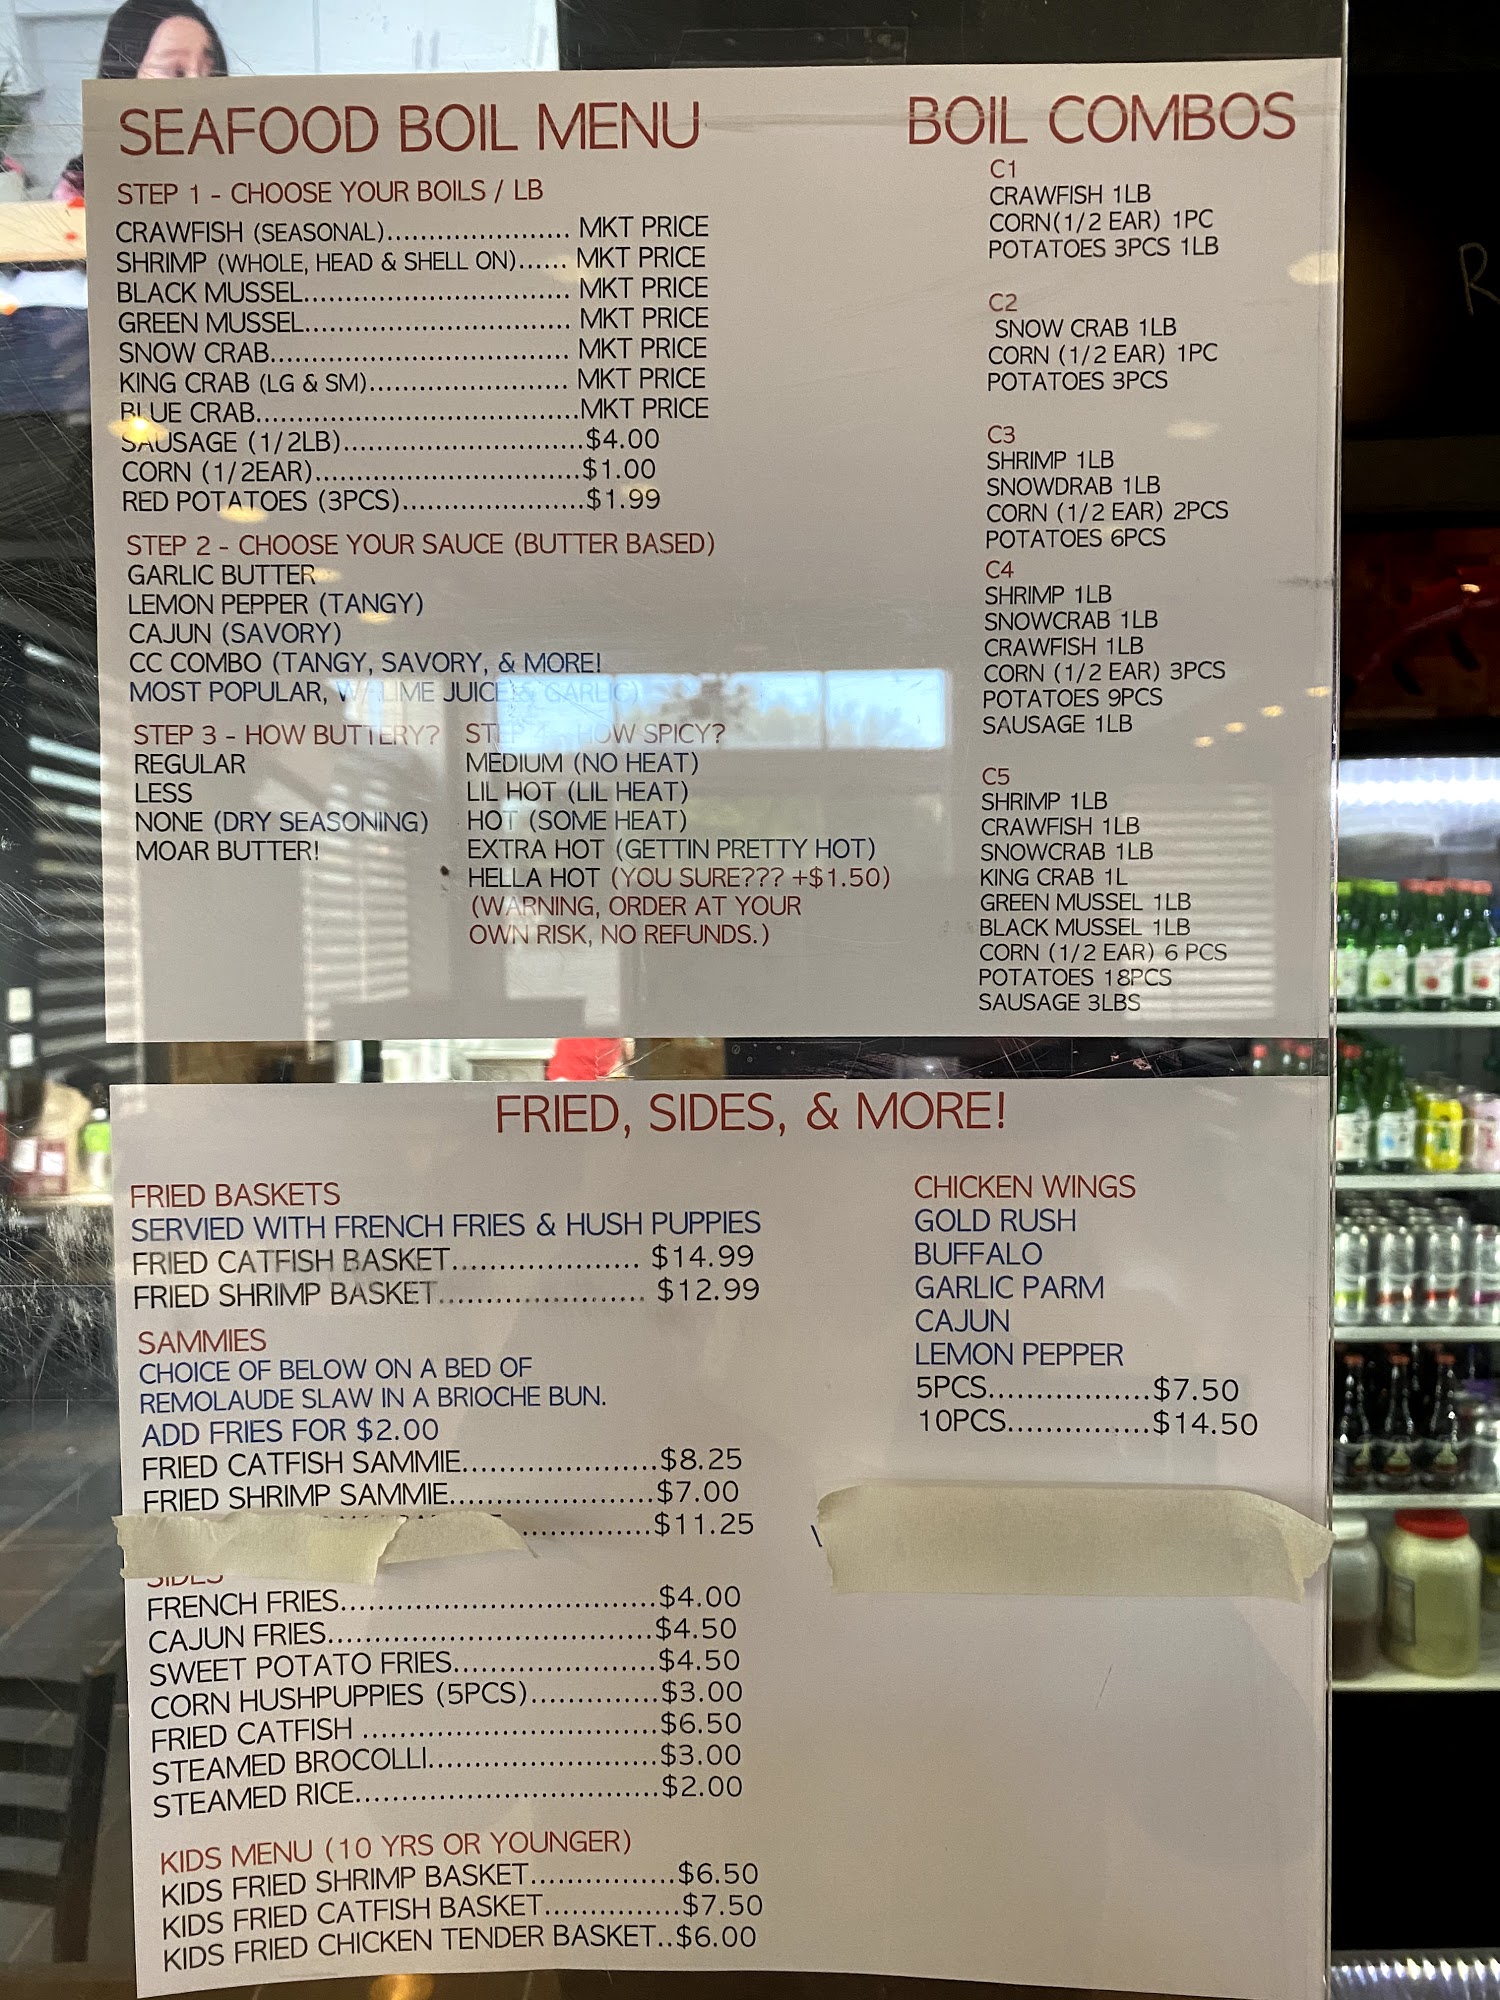 SEAFOOD BOIL MENU
STEP 1 - CHOOSE YOUR BOILS / LB
CRAWFISH (SEASONAL)...................... MKT PRICE
SHRIMP (WHOLE, HEAD & SHELL ON)...... MKT PRICE
BLACK MUSSEL................................ MKT PRICE
GREEN MUSSEL................................ MKT PRICE
SNOW CRAB.................................... MKT PRICE
KING CRAB (LG & SM)........................ MKT PRICE
BLUE CRAB.......................................MKT PRICE
SAUSAGE (1/2LB).............................$4.00
CORN (1/2EAR)................................$1.00
RED POTATOES (3PCS)......................$1.99
STEP 2 - CHOOSE YOUR SAUCE (BUTTER BASED)
GARLIC BUTTER
LEMON PEPPER (TANGY)
CAJUN (SAVORY)
CC COMBO (TANGY, SAVORY, & MORE!
MOST POPULAR, W/ LIME JUICE & GARLIC)
STEP 3 - HOW BUTTERY?
REGULAR
LESS
NONE (DRY SEASONING)
MOAR BUTTER!
STEP 4 - HOW SPICY?
MEDIUM (NO HEAT)
LIL HOT (LIL HEAT)
HOT (SOME HEAT)
EXTRA HOT (GETTIN PRETTY HOT)
HELLA HOT (YOU SURE??? +$1.50)
(WARNING, ORDER AT YOUR
OWN RISK, NO REFUNDS.)
BOIL COMBOS
C1
CRAWFISH 1LB
CORN(1/2 EAR) 1PC
POTATOES 3PCS 1LB
C2
SNOW CRAB 1LB
CORN (1/2 EAR) 1PC
POTATOES 3PCS
C3
SHRIMP 1LB
SNOWDRAB 1LB
CORN (1/2 EAR) 2PCS
POTATOES 6PCS
C4
SHRIMP 1LB
SNOWCRAB 1LB
CRAWFISH 1LB
CORN (1/2 EAR) 3PCS
POTATOES 9PCS
SAUSAGE 1LB
C5
SHRIMP 1LB
CRAWFISH 1LB
SNOWCRAB 1LB
KING CRAB 1L
GREEN MUSSEL 1LB
BLACK MUSSEL 1LB
CORN (1/2 EAR) 6 PCS
POTATOES 18PCS
SAUSAGE 3LBS
R
FRIED, SIDES, & MORE!
FRIED BASKETS
SERVIED WITH FRENCH FRIES & HUSH PUPPIES
FRIED CATFISH BASKET.................... $14.99
FRIED SHRIMP BASKET...................... $12.99
SAMMIES
CHOICE OF BELOW ON A BED OF
REMOLAUDE SLAW IN A BRIOCHE BUN.
ADD FRIES FOR $2.00
FRIED CATFISH SAMMIE.....................$8.25
FRIED SHRIMP SAMMIE......................$7.00
..............$11.25
SIDES
FRENCH FRIES..................................$4.00
CAJUN FRIES...................................$4.50
SWEET POTATO FRIES......................$4.50
CORN HUSHPUPPIES (5PCS)..............$3.00
FRIED CATFISH ................................$6.50
STEAMED BROCOLLI.........................$3.00
STEAMED RICE.................................$2.00
KIDS MENU (10 YRS OR YOUNGER)
KIDS FRIED SHRIMP BASKET................$6.50
KIDS FRIED CATFISH BASKET...............$7.50
KIDS FRIED CHICKEN TENDER BASKET..$6.00
CHICKEN WINGS
GOLD RUSH
BUFFALO
GARLIC PARM
CAJUN
LEMON PEPPER
5PCS.................$7.50
10PCS...............$14.50